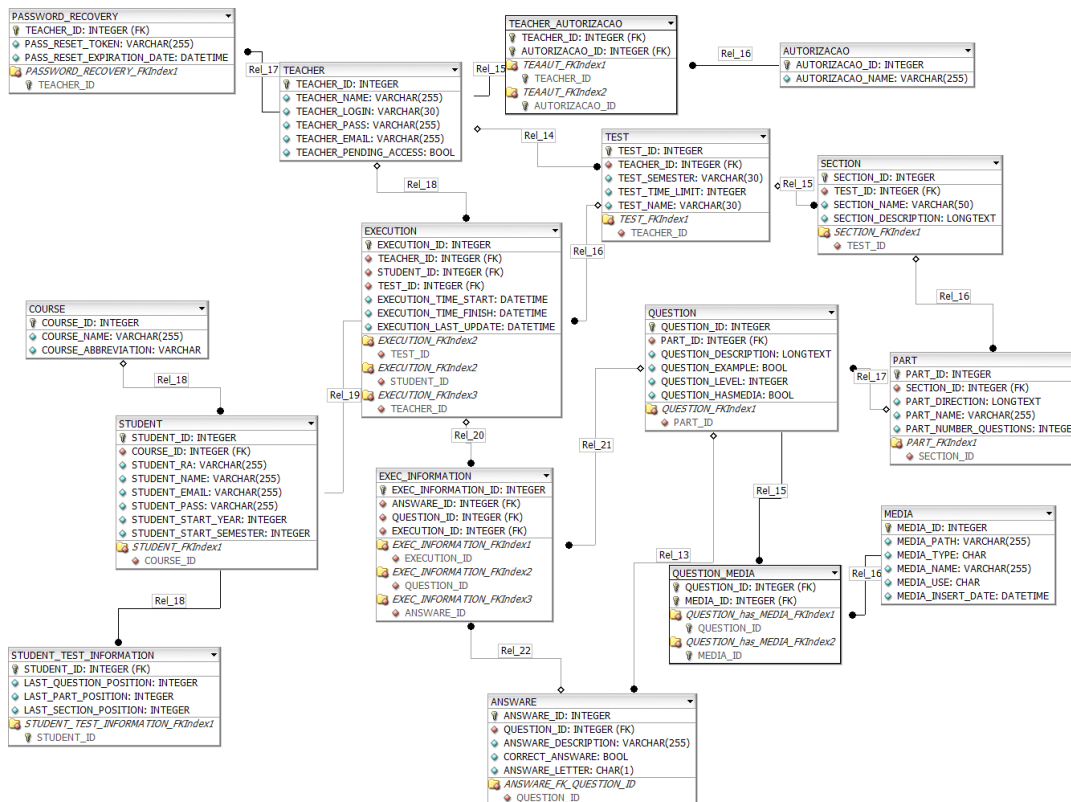 PASSWORD_RECOVERY
TEACHER_ID: INTEGER (FK)
PASS_RESET_TOKEN: VARCHAR(255)
PASS_RESET_EXPIRATION_DATE: DATETIME
PASSWORD_RECOVERY_FKIndex1
TEACHER_ID
Rel_17
TEACHER
TEACHER_ID: INTEGER
TEACHER_NAME: VARCHAR(255)
TEACHER_LOGIN: VARCHAR(30)
TEACHER_PASS: VARCHAR(255)
TEACHER_EMAIL: VARCHAR(255)
TEACHER_PENDING_ACCESS: BOOL
Rel_15
TEACHER_AUTORIZACAO
TEACHER_ID: INTEGER (FK)
AUTORIZACAO_ID: INTEGER (FK)
TEAAUT_FKIndex1
TEACHER_ID
TEAAUT_FKIndex2
AUTORIZACAO_ID
Rel_16
AUTORIZACAO
AUTORIZACAO_ID: INTEGER
AUTORIZACAO_NAME: VARCHAR(255)
Rel_14
TEST
TEST_ID: INTEGER
TEACHER_ID: INTEGER (FK)
TEST_SEMESTER: VARCHAR(30)
TEST_TIME_LIMIT: INTEGER
TEST_NAME: VARCHAR(30)
TEST_FKIndex1
TEACHER_ID
Rel_15
SECTION
SECTION_ID: INTEGER
TEST_ID: INTEGER (FK)
SECTION_NAME: VARCHAR(50)
SECTION_DESCRIPTION: LONGTEXT
SECTION_FKIndex1
TEST_ID
Rel_18
EXECUTION
EXECUTION_ID: INTEGER
TEACHER_ID: INTEGER (FK)
STUDENT_ID: INTEGER (FK)
TEST_ID: INTEGER (FK)
EXECUTION_TIME_START: DATETIME
EXECUTION_TIME_FINISH: DATETIME
EXECUTION_LAST_UPDATE: DATETIME
EXECUTION_FKIndex2
TEST_ID
EXECUTION_FKIndex2
STUDENT_ID
EXECUTION_FKIndex3
TEACHER_ID
Rel_16
Rel_16
COURSE
COURSE_ID: INTEGER
COURSE_NAME: VARCHAR(255)
COURSE_ABBREVIATION: VARCHAR
Rel_18
Rel_19
QUESTION
QUESTION_ID: INTEGER
PART_ID: INTEGER (FK)
QUESTION_DESCRIPTION: LONGTEXT
QUESTION_EXAMPLE: BOOL
QUESTION_LEVEL: INTEGER
QUESTION_HASMEDIA: BOOL
QUESTION_FKIndex1
PART_ID
Rel_17
PART
PART_ID: INTEGER
SECTION_ID: INTEGER (FK)
PART_DIRECTION: LONGTEXT
PART_NAME: VARCHAR(255)
PART_NUMBER_QUESTIONS: INTEGE
PART_FKIndex1
SECTION_ID
STUDENT
STUDENT_ID: INTEGER
COURSE_ID: INTEGER (FK)
STUDENT_RA: VARCHAR(255)
STUDENT_NAME: VARCHAR(255)
STUDENT_EMAIL: VARCHAR(255)
STUDENT_PASS: VARCHAR(255)
STUDENT_START_YEAR: INTEGER
STUDENT_START_SEMESTER: INTEGER
STUDENT_FKIndex1
COURSE_ID
Rel_20
Rel_21
EXEC_INFORMATION
EXEC_INFORMATION_ID: INTEGER
ANSWARE_ID: INTEGER (FK)
QUESTION_ID: INTEGER (FK)
EXECUTION_ID: INTEGER (FK)
EXEC_INFORMATION_FKIndex1
EXECUTION_ID
EXEC_INFORMATION_FKIndex2
QUESTION_ID
EXEC_INFORMATION_FKIndex3
ANSWARE_ID
Rel_15
Rel_13
QUESTION_MEDIA
QUESTION_ID: INTEGER (FK)
MEDIA_ID: INTEGER (FK)
QUESTION_has_MEDIA_FKIndex1
QUESTION_ID
QUESTION_has_MEDIA_FKIndex2
MEDIA_ID
Rel_16
MEDIA
MEDIA_ID: INTEGER
MEDIA_PATH: VARCHAR(255)
MEDIA_TYPE: CHAR
MEDIA_NAME: VARCHAR(255)
MEDIA_USE: CHAR
MEDIA_INSERT_DATE: DATETIME
Rel_18
STUDENT_TEST_INFORMATION
STUDENT_ID: INTEGER (FK)
LAST_QUESTION_POSITION: INTEGER
LAST_PART_POSITION: INTEGER
LAST_SECTION_POSITION: INTEGER
STUDENT_TEST_INFORMATION_FKIndex1
STUDENT_ID
Rel_22
ANSWARE
ANSWARE_ID: INTEGER
QUESTION_ID: INTEGER (FK)
ANSWARE_DESCRIPTION: VARCHAR(255)
CORRECT_ANSWARE: BOOL
ANSWARE_LETTER: CHAR(1)
ANSWARE_FK_QUESTION_ID
QUESTION_ID